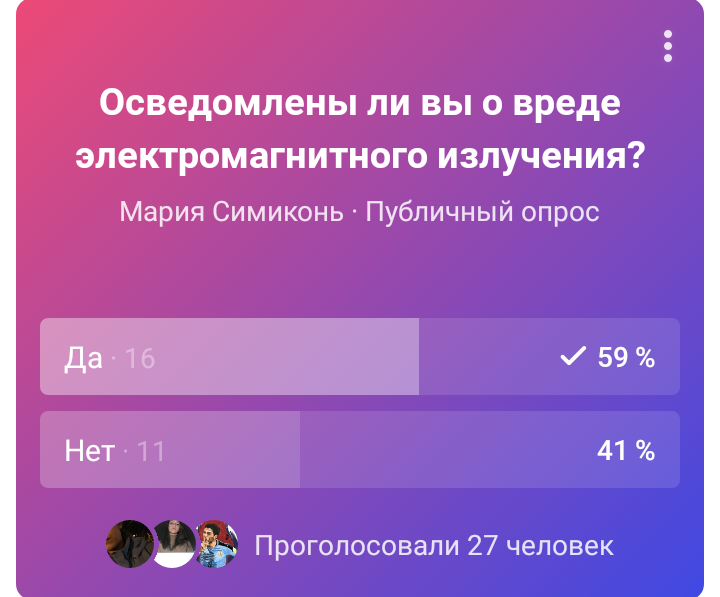 Осведомлены ли вы о вреде
электромагнитного излучения?
Мария Симиконь · Публичный опрос
Да · 16 59 %
Нет · 11 41 %
Проголосовали 27 человек